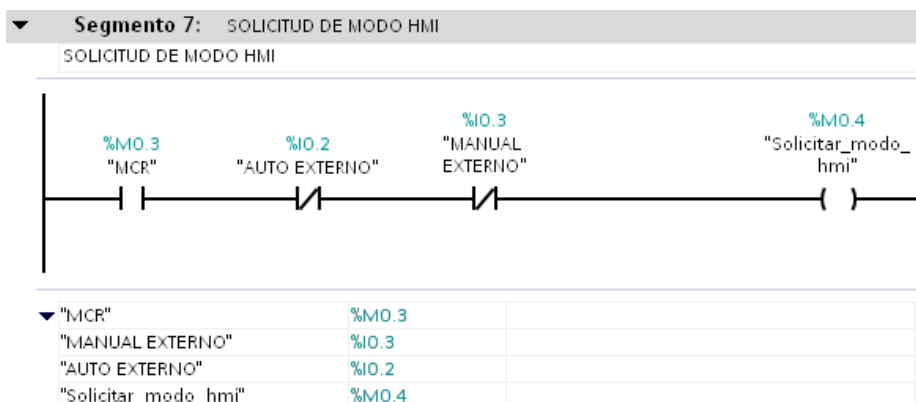 Segmento 7: SOLICITUD DE MODO HMI
SOLICITUD DE MODO HMI
%M0.3
"MCR"
%I0.2
"AUTO EXTERNO"
%I0.3
"MANUAL
EXTERNO"
%M0.4
"Solicitar_modo_
hmi"
"MCR" %M0.3
"MANUAL EXTERNO" %I0.3
"AUTO EXTERNO" %I0.2
"Solicitar_modo_hmi" %M0.4